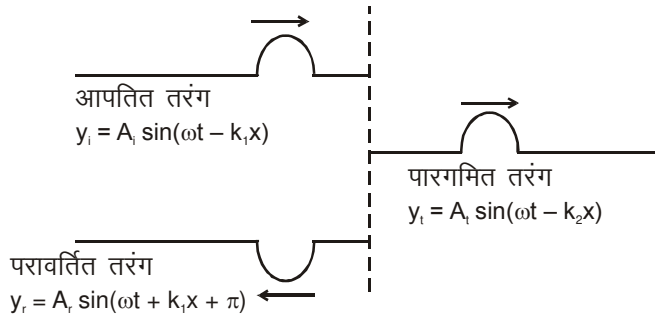 आपतित तरंग
yᵢ = Aᵢ sin(ωt – k₁x)
पारगमित तरंग
yₜ = Aₜ sin(ωt – k₂x)
परावर्तित तरंग
yᵣ = Aᵣ sin(ωt + k₁x + π)